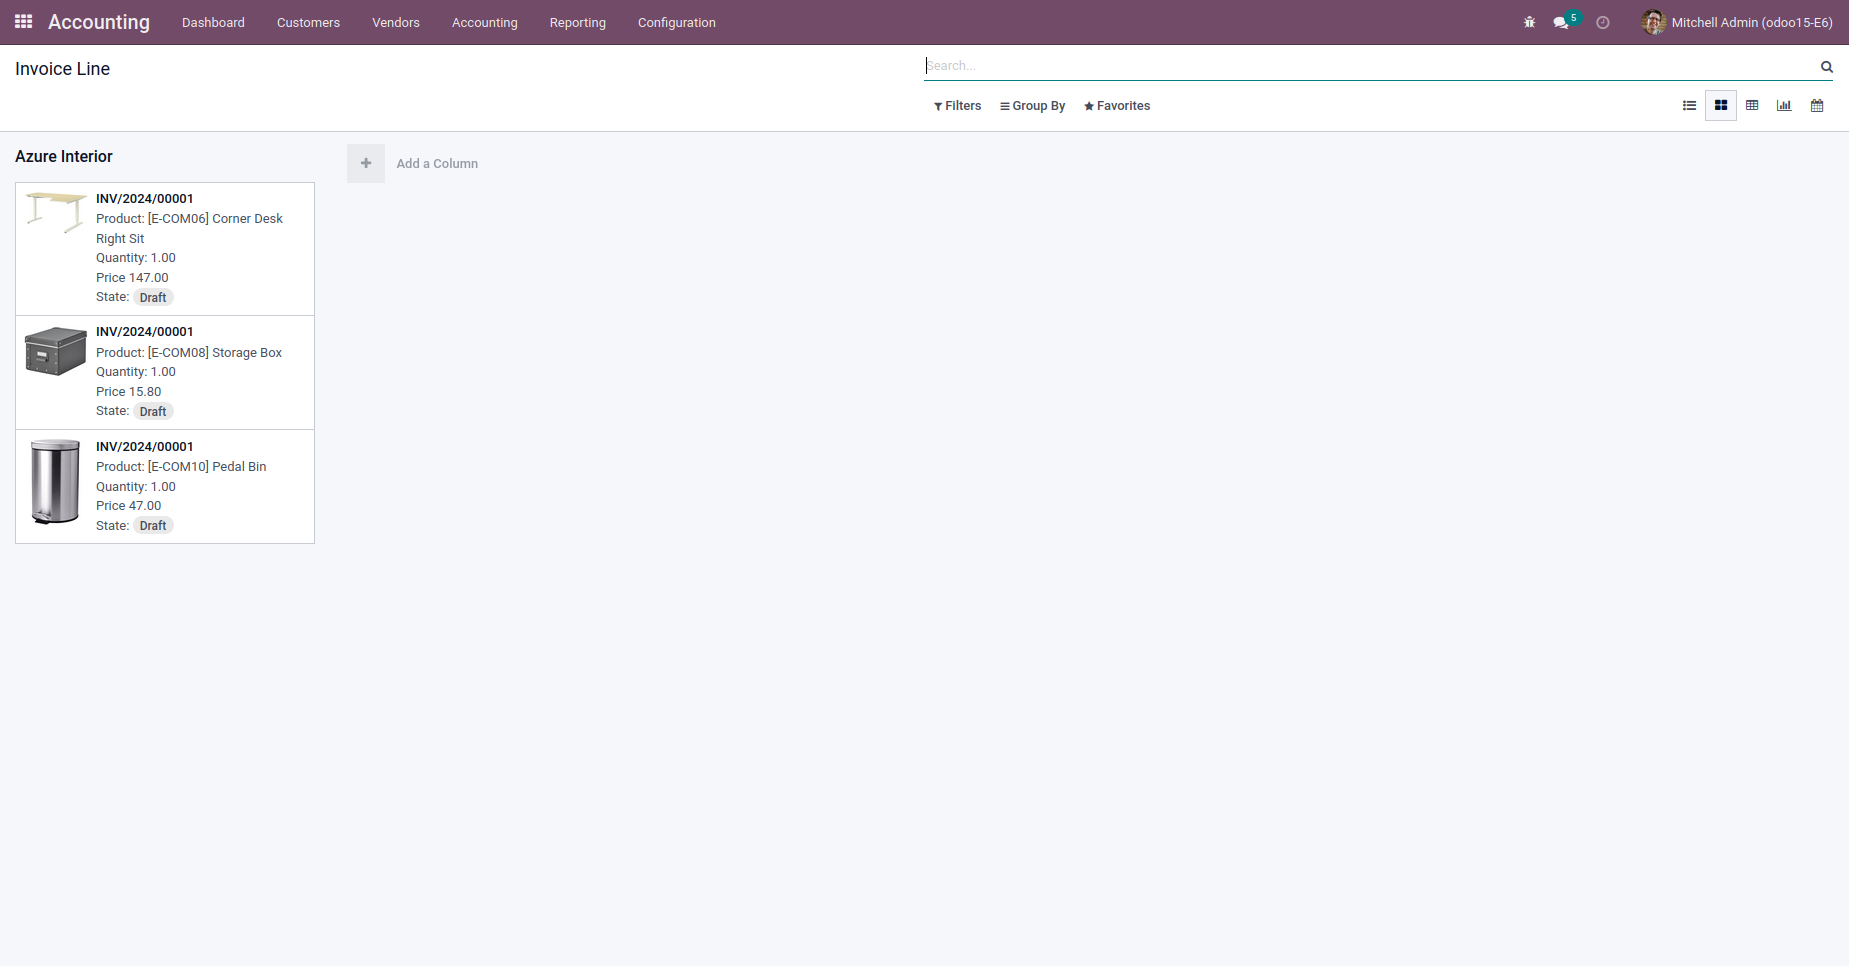 Accounting Dashboard Customers Vendors Accounting Reporting Configuration 5 Mitchell Admin (odoo15-E6)
Invoice Line
Search...
Filters Group By Favorites
Azure Interior
Add a Column
INV/2024/00001
Product: [E-COM06] Corner Desk
Right Sit
Quantity: 1.00
Price 147.00
State: Draft
INV/2024/00001
Product: [E-COM08] Storage Box
Quantity: 1.00
Price 15.80
State: Draft
INV/2024/00001
Product: [E-COM10] Pedal Bin
Quantity: 1.00
Price 47.00
State: Draft